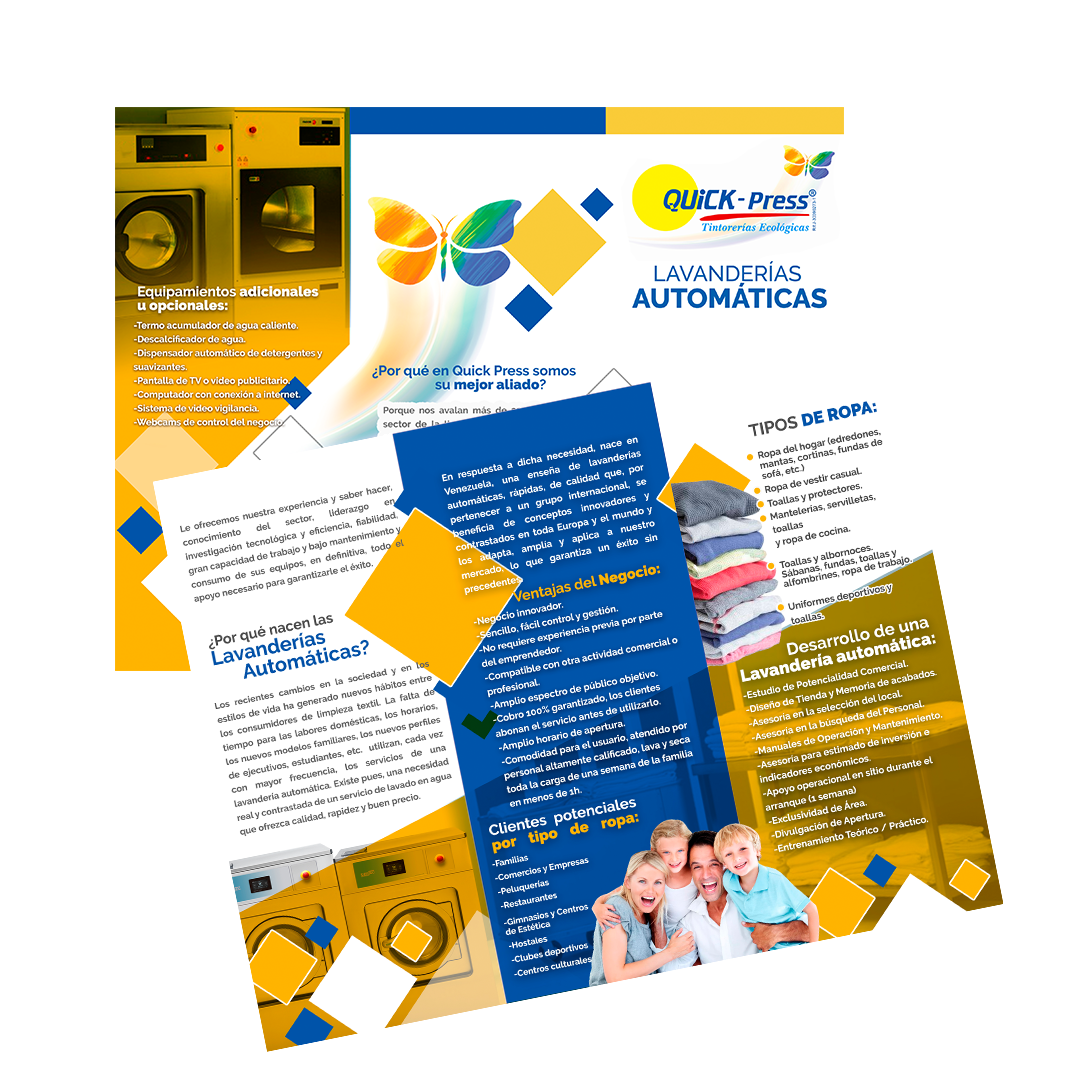 Equipamientos adicionales
u opcionales:
-Termo acumulador de agua caliente.
-Descalcificador de agua.
-Dispensador automático de detergentes y
suavizantes.
-Pantalla de TV o video publicitario.
-Computador con conexión a internet.
-Sistema de video vigilancia.
-Webcams de control del negocio.
¿Por qué en Quick Press somos
su mejor aliado?
Porque nos avalan más de
sector de la
QUiCK-Press®
Tintorerías Ecológicas
LAVANDERÍAS
AUTOMÁTICAS
Le ofrecemos nuestra experiencia y saber hacer,
conocimiento del sector, liderazgo en
investigación tecnológica y eficiencia, fiabilidad,
gran capacidad de trabajo y bajo mantenimiento y
consumo de sus equipos, en definitiva, todo el
apoyo necesario para garantizarle el éxito.
¿Por qué nacen las
Lavanderías
Automáticas?
Los recientes cambios en la sociedad y en los
estilos de vida ha generado nuevos hábitos entre
los consumidores de limpieza textil. La falta de
tiempo para las labores domésticas, los horarios,
los nuevos modelos familiares, los nuevos perfiles
de ejecutivos, estudiantes, etc. utilizan, cada vez
con mayor frecuencia, los servicios de una
lavandería automática. Existe pues, una necesidad
real y contrastada de un servicio de lavado en agua
que ofrezca calidad, rapidez y buen precio.
En respuesta a dicha necesidad, nace en
Venezuela, una enseña de lavanderías
automáticas, rápidas, de calidad que, por
pertenecer a un grupo internacional, se
beneficia de conceptos innovadores y
contrastados en toda Europa y el mundo y
los adapta, amplia y aplica a nuestro
mercado, lo que garantiza un éxito sin
precedentes
Ventajas del Negocio:
-Negocio innovador.
-Sencillo, fácil control y gestión.
-No requiere experiencia previa por parte
del emprendedor.
-Compatible con otra actividad comercial o
profesional.
-Amplio espectro de público objetivo.
-Cobro 100% garantizado, los clientes
abonan el servicio antes de utilizarlo.
-Amplio horario de apertura.
-Comodidad para el usuario, atendido por
personal altamente calificado, lava y seca
toda la carga de una semana de la familia
en menos de 1h.
Clientes potenciales
por tipo de ropa:
-Familias
-Comercios y Empresas
-Peluquerías
-Restaurantes
-Gimnasios y Centros
de Estética
-Hostales
-Clubes deportivos
-Centros culturales
TIPOS DE ROPA:
Ropa del hogar (edredones,
mantas, cortinas, fundas de
sofá, etc.)
Ropa de vestir casual.
Toallas y protectores.
Mantelerías, servilletas,
toallas
y ropa de cocina.
Toallas y albornoces.
Sábanas, fundas, toallas y
alfombrines, ropa de trabajo,
Uniformes deportivos y
toallas.
Desarrollo de una
Lavandería automática:
-Estudio de Potencialidad Comercial.
-Diseño de Tienda y Memoria de acabados.
-Asesoria en la selección del local.
-Asesoria en la búsqueda del Personal.
-Manuales de Operación y Mantenimiento.
-Asesoria para estimado de inversión e
indicadores económicos.
-Apoyo operacional en sitio durante el
arranque (1 semana)
-Exclusividad de Área.
-Divulgación de Apertura.
-Entrenamiento Teórico / Práctico.